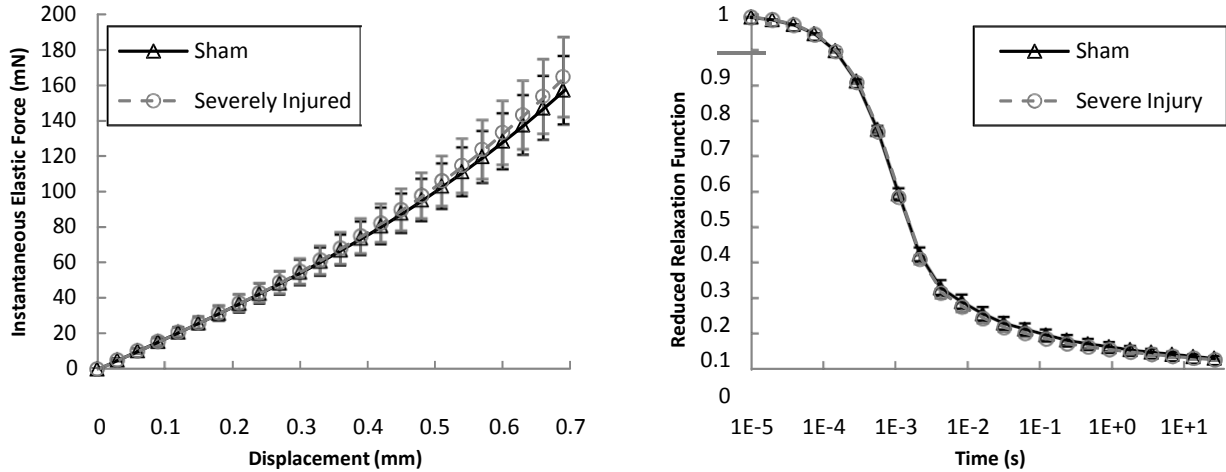 200
180
160
140
120
100
80
60
40
20
0
Instantaneous Elastic Force (mN)
Sham
Severely Injured
0 0.1 0.2 0.3 0.4 0.5 0.6 0.7
Displacement (mm)
1
0.9
0.8
0.7
0.6
0.5
0.4
0.3
0.2
0.1
0
Reduced Relaxation Function
Sham
Severe Injury
1E-5 1E-4 1E-3 1E-2 1E-1 1E+0 1E+1
Time (s)